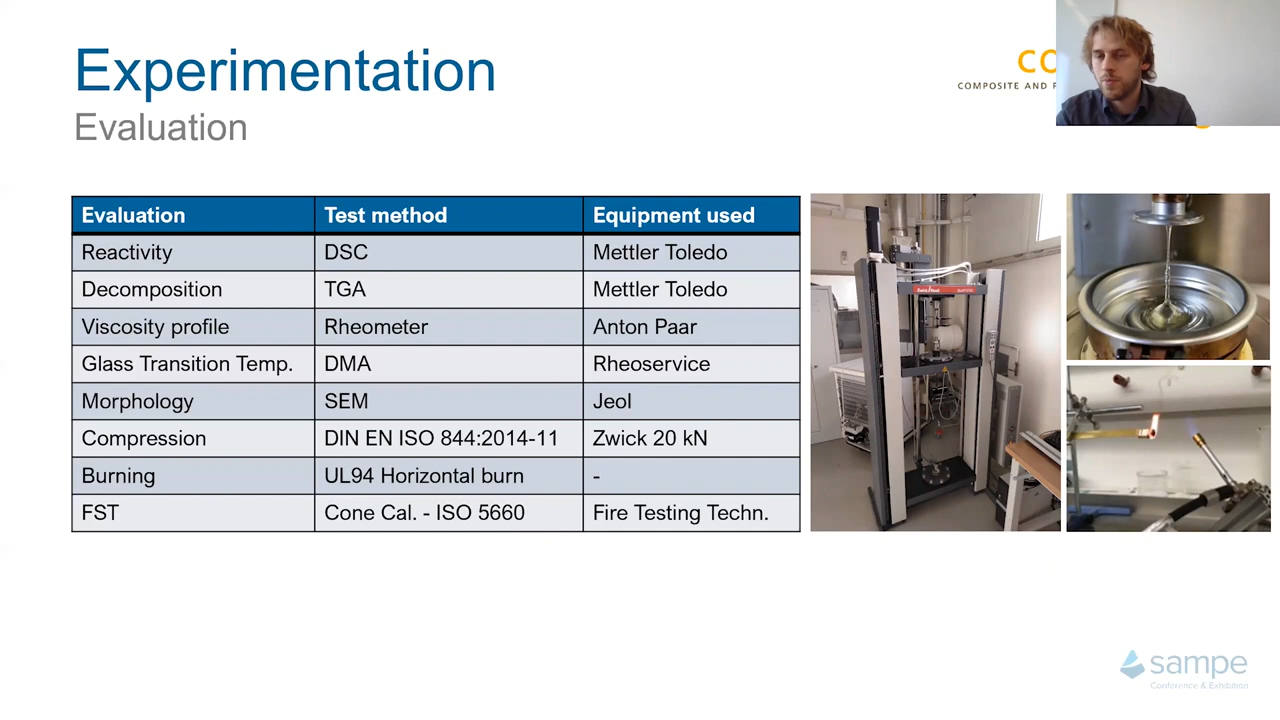 Experimentation
Evaluation
CO
COMPOSITE AND
Evaluation Test method Equipment used
Reactivity DSC Mettler Toledo
Decomposition TGA Mettler Toledo
Viscosity profile Rheometer Anton Paar
Glass Transition Temp. DMA Rheoservice
Morphology SEM Jeol
Compression DIN EN ISO 844:2014-11 Zwick 20 kN
Burning UL94 Horizontal burn -
FST Cone Cal. - ISO 5660 Fire Testing Techn.
sampe
Conference & Exhibition